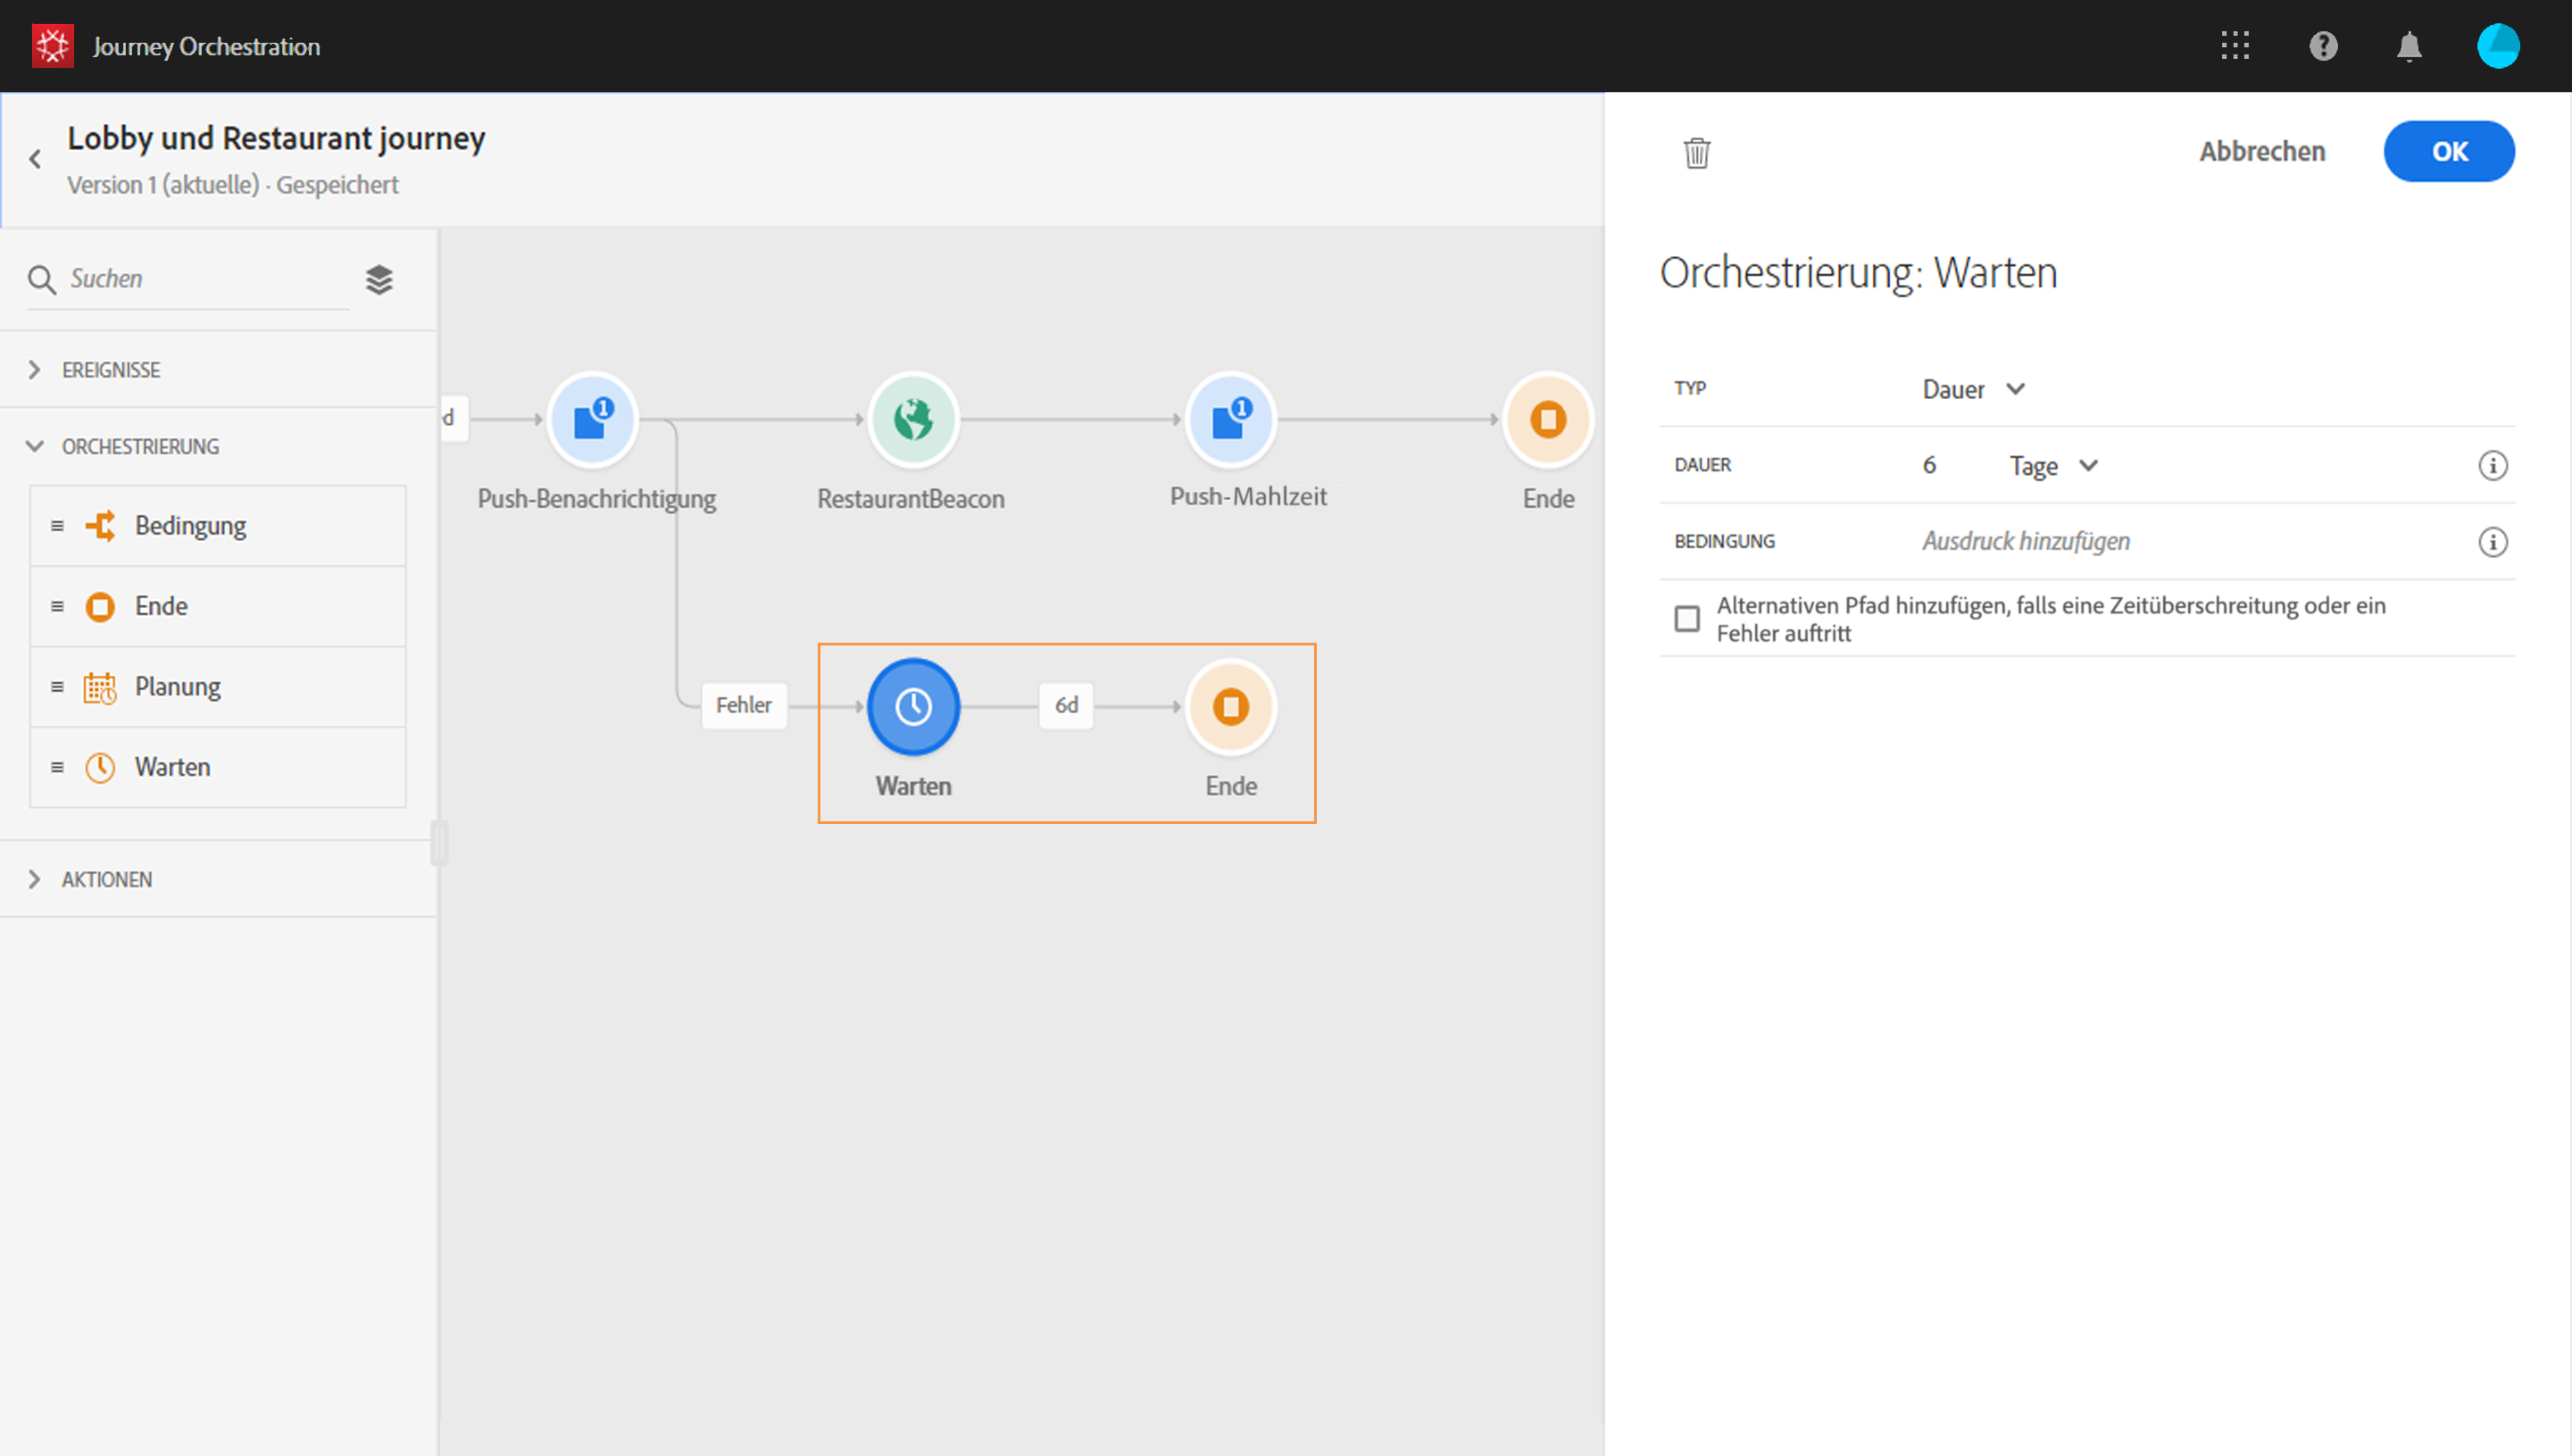 Journey Orchestration
Lobby und Restaurant journey
Version 1 (aktuelle) · Gespeichert
Abbrechen
OK
Suchen
EREIGNISSE
ORCHESTRIERUNG
Bedingung
Ende
Planung
Warten
AKTIONEN
d
1
1
Push-Benachrichtigung
RestaurantBeacon
Push-Mahlzeit
Ende
Fehler
6d
Warten
Ende
Orchestrierung: Warten
TYP
Dauer
DAUER
6
Tage
BEDINGUNG
Ausdruck hinzufügen
Alternativen Pfad hinzufügen, falls eine Zeitüberschreitung oder ein
Fehler auftritt